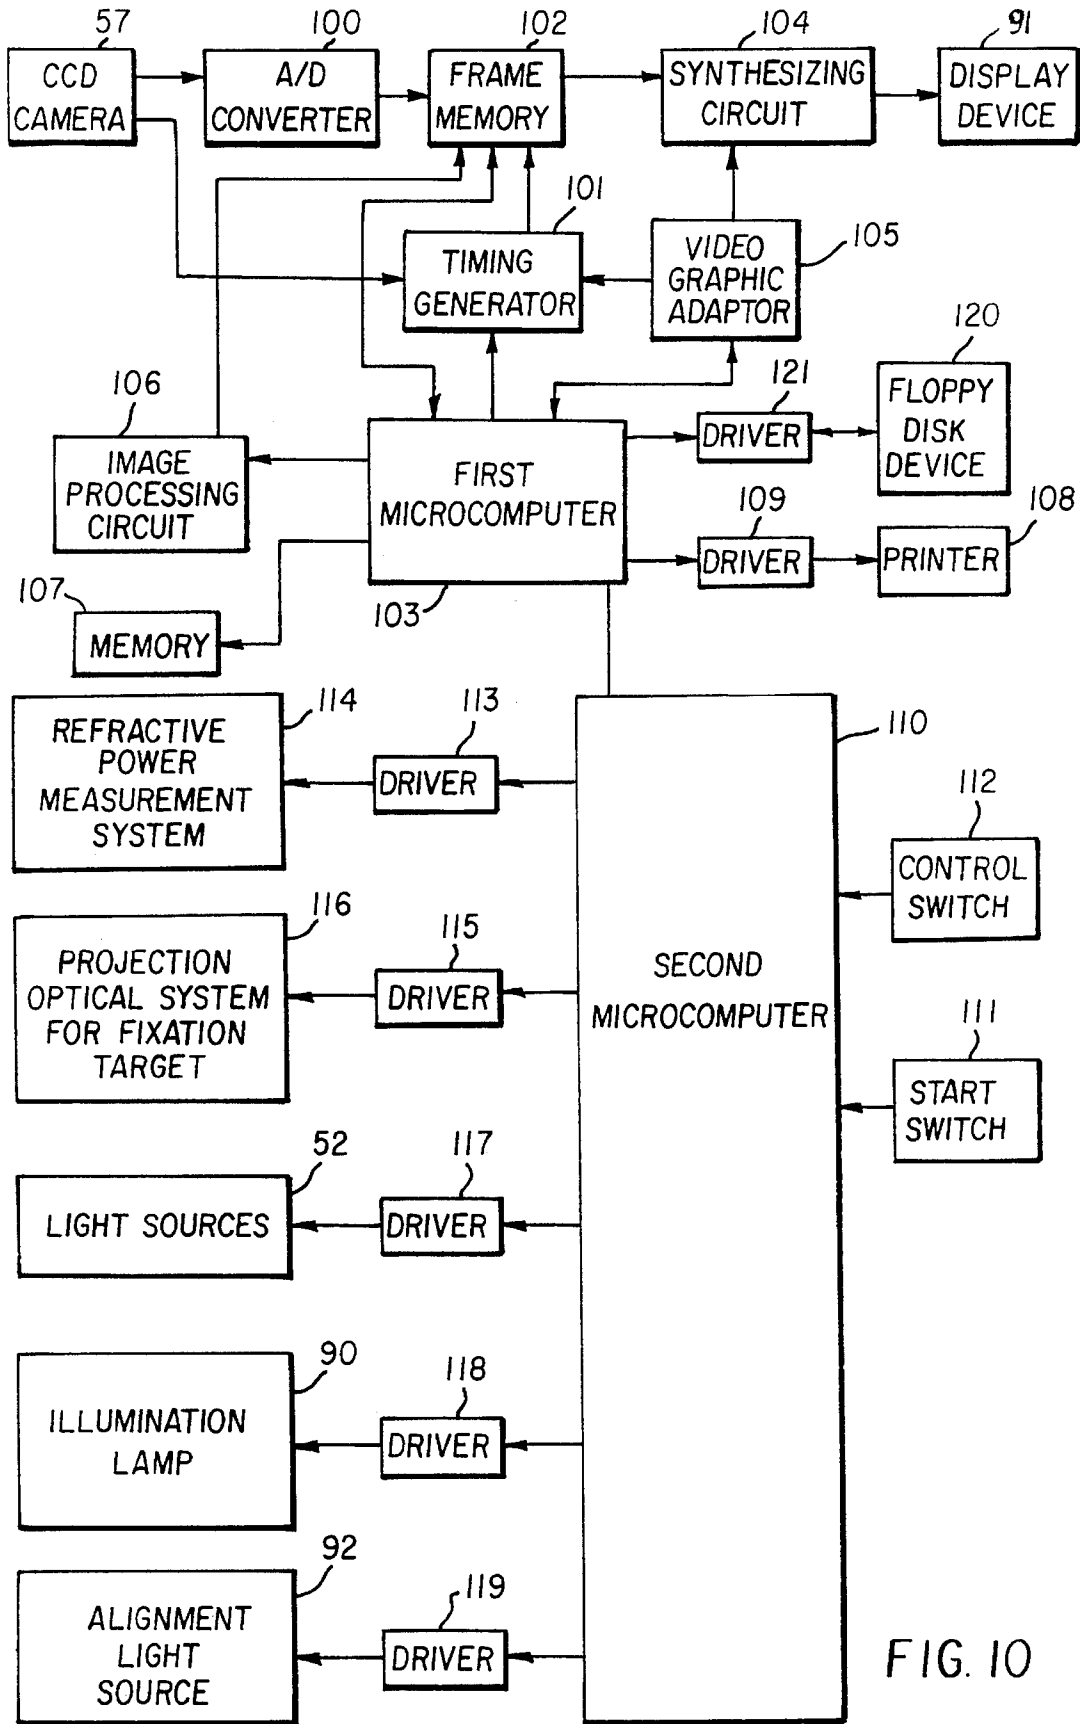 57
100
102
104
91
CCD
CAMERA
A/D
CONVERTER
FRAME
MEMORY
SYNTHESIZING
CIRCUIT
DISPLAY
DEVICE
101
TIMING
GENERATOR
105
VIDEO
GRAPHIC
ADAPTOR
120
FLOPPY
DISK
DEVICE
121
DRIVER
106
IMAGE
PROCESSING
CIRCUIT
FIRST
MICROCOMPUTER
103
109
DRIVER
108
PRINTER
107
MEMORY
114
REFRACTIVE
POWER
MEASUREMENT
SYSTEM
113
DRIVER
110
112
CONTROL
SWITCH
116
PROJECTION
OPTICAL SYSTEM
FOR FIXATION
TARGET
115
DRIVER
SECOND
MICROCOMPUTER
111
START
SWITCH
52
LIGHT SOURCES
117
DRIVER
90
ILLUMINATION
LAMP
118
DRIVER
92
ALIGNMENT
LIGHT
SOURCE
119
DRIVER
FIG. 10